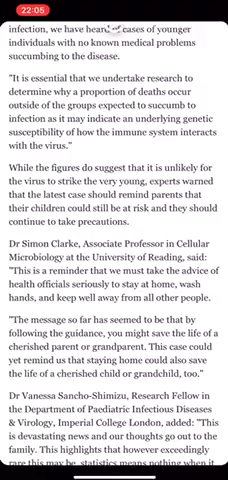 22:05
infection, we have heard of cases of younger
individuals with no known medical problems
succumbing to the disease.
"It is essential that we undertake research to
determine why a proportion of deaths occur
outside of the groups expected to succumb to
infection as it may indicate an underlying genetic
susceptibility of how the immune system interacts
with the virus."
While the figures do suggest that it is unlikely for
the virus to strike the very young, experts warned
that the latest case should remind parents that
their children could still be at risk and they should
continue to take precautions.
Dr Simon Clarke, Associate Professor in Cellular
Microbiology at the University of Reading, said:
"This is a reminder that we must take the advice of
health officials seriously to stay at home, wash
hands, and keep well away from all other people.
"The message so far has seemed to be that by
following the guidance, you might save the life of a
cherished parent or grandparent. This case could
yet remind us that staying home could also save
the life of a cherished child or grandchild, too."
Dr Vanessa Sancho-Shimizu, Research Fellow in
the Department of Paediatric Infectious Diseases
& Virology, Imperial College London, added: "This
is devastating news and our thoughts go out to the
family. This highlights that however exceedingly
rare this may be, statistics means nothing when it